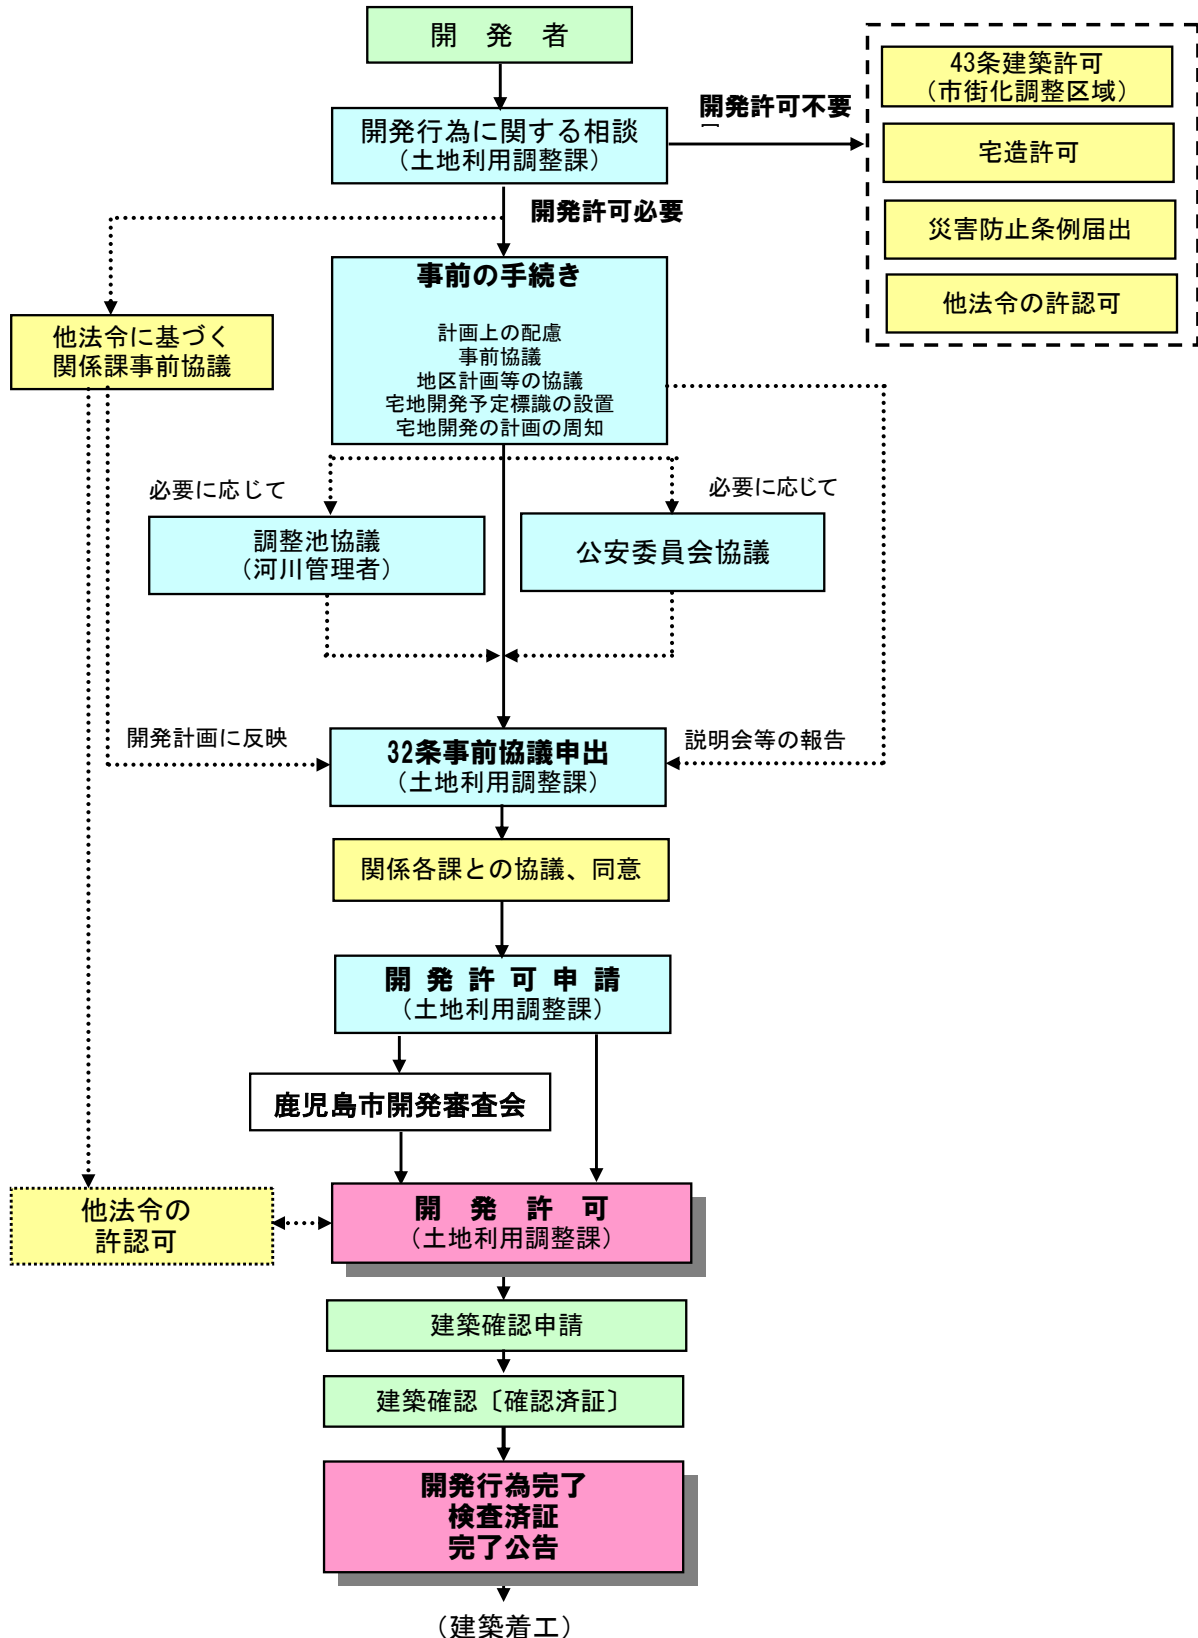 開　発　者
開発行為に関する相談
（土地利用調整課）
開発許可不要
43条建築許可
（市街化調整区域）
宅造許可
災害防止条例届出
他法令の許認可
開発許可必要
事前の手続き
計画上の配慮
事前協議
地区計画等の協議
宅地開発予定標識の設置
宅地開発の計画の周知
他法令に基づく
関係課事前協議
必要に応じて
調整池協議
（河川管理者）
必要に応じて
公安委員会協議
開発計画に反映
32条事前協議申出
（土地利用調整課）
説明会等の報告
関係各課との協議、同意
開 発 許 可 申 請
（土地利用調整課）
鹿児島市開発審査会
他法令の
許認可
開　発　許　可
（土地利用調整課）
建築確認申請
建築確認〔確認済証〕
開発行為完了
検査済証
完了公告
（建築着工）